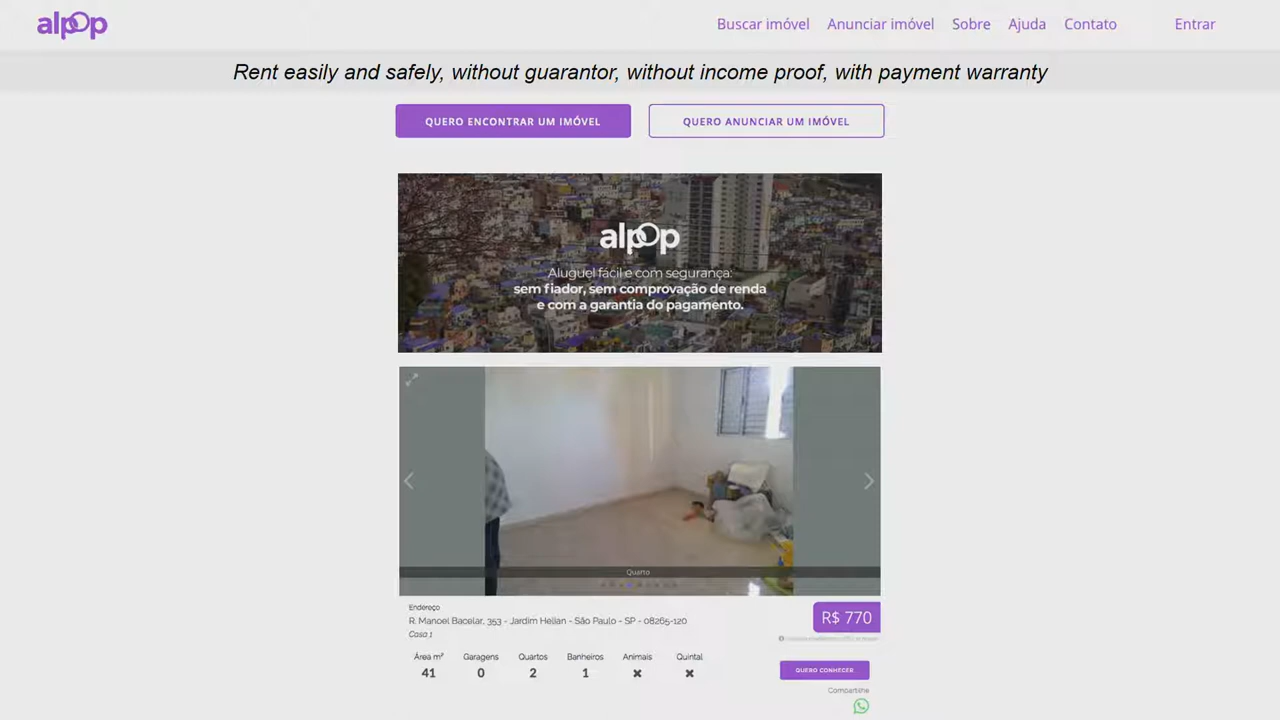 alpop
Buscar imóvel Anunciar imóvel Sobre Ajuda Contato Entrar
Rent easily and safely, without guarantor, without income proof, with payment warranty
QUERO ENCONTRAR UM IMÓVEL QUERO ANUNCIAR UM IMÓVEL
alpop
Aluguel fácil e com segurança:
sem fiador, sem comprovação de renda
e com a garantia do pagamento.
Quarto
Endereço
R. Manoel Bacelar, 353 - Jardim Helian - São Paulo - SP - 08265-120
Casa 1
R$ 770
Área m² Garagens Quartos Banheiros Animais Quintal
41 0 2 1
QUERO CONHECER
Compartilhe